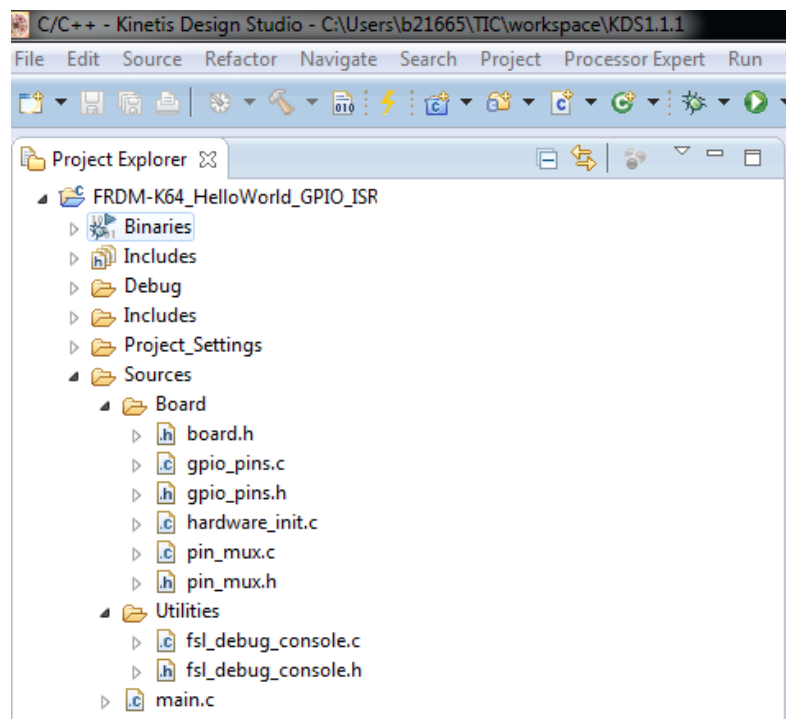 C/C++ - Kinetis Design Studio - C:\Users\b21665\TIC\workspace\KDS1.1.1
File Edit Source Refactor Navigate Search Project Processor Expert Run
010
Project Explorer
FRDM-K64_HelloWorld_GPIO_ISR
Binaries
Includes
Debug
Includes
Project_Settings
Sources
Board
.h board.h
.c gpio_pins.c
.h gpio_pins.h
.c hardware_init.c
.c pin_mux.c
.h pin_mux.h
Utilities
.c fsl_debug_console.c
.h fsl_debug_console.h
.c main.c